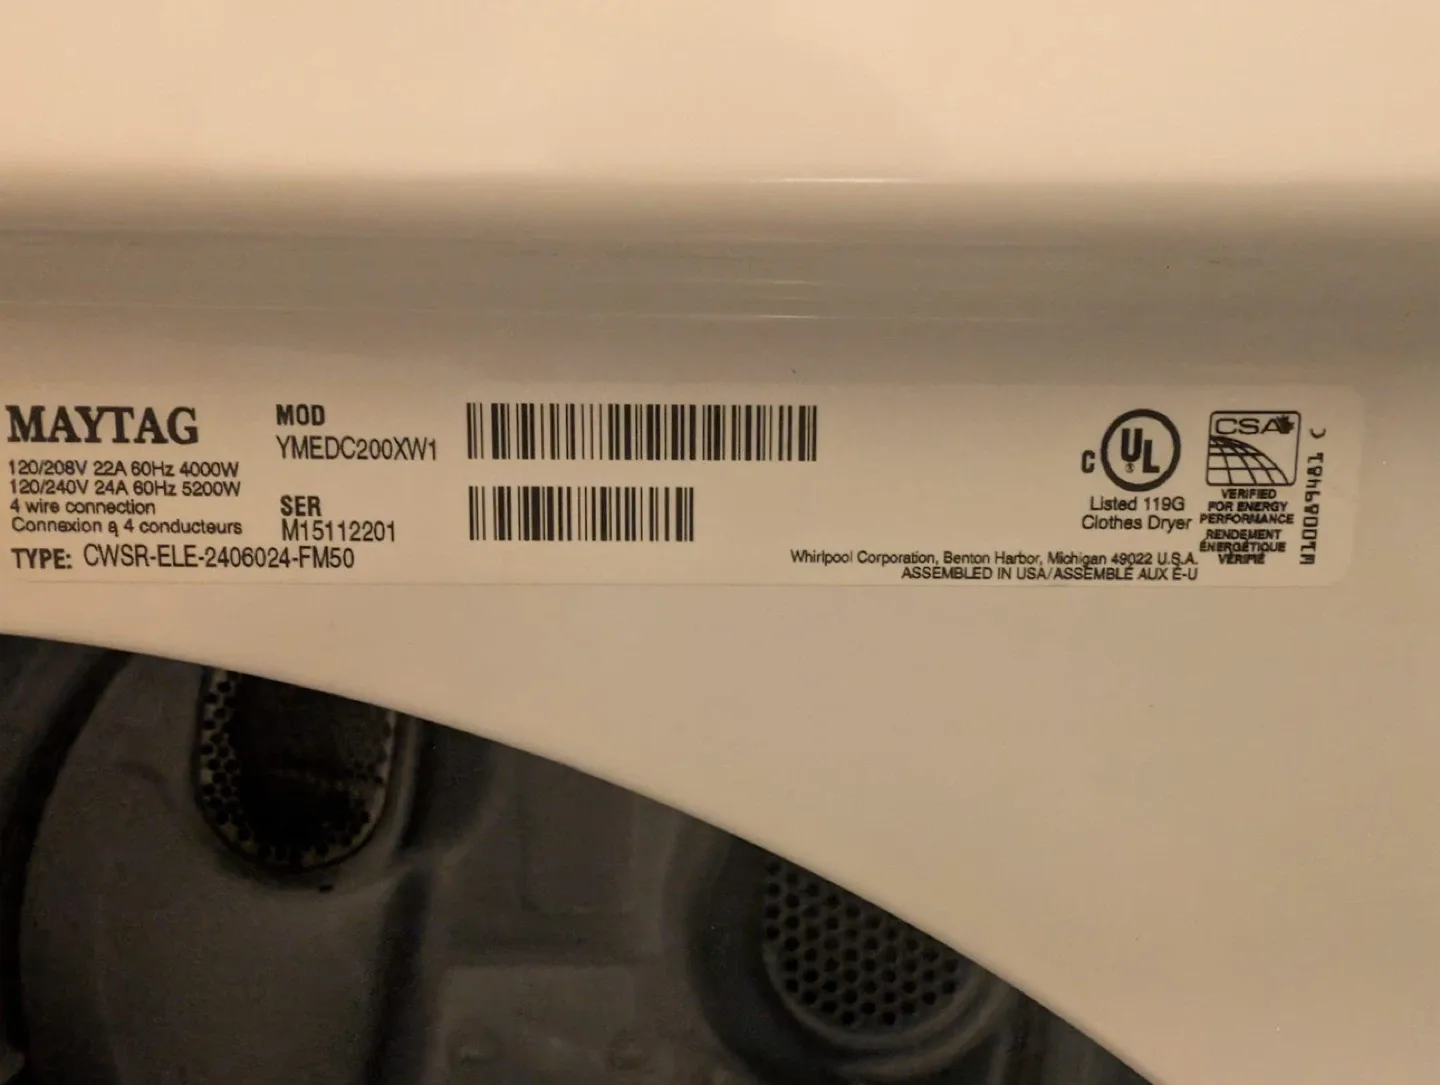 MAYTAG
120/208V 22A 60Hz 4000W
120/240V 24A 60Hz 5200W
4 wire connection
Connexion à 4 conducteurs
TYPE: CWSR-ELE-2406024-FM50
MOD
YMEDC200XW1
SER
M15112201
C UL
Listed 119G
Clothes Dryer
CSA
VERIFIED
FOR ENERGY
PERFORMANCE
RENDEMENT
ÉNERGÉTIQUE
VÉRIFIÉ
Whirlpool Corporation, Benton Harbor, Michigan 49022 U.S.A.
ASSEMBLED IN USA/ASSEMBLÉ AUX É-U